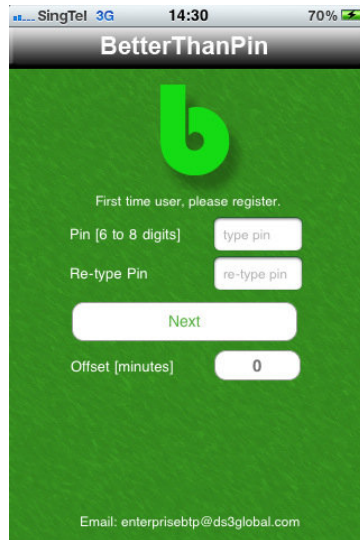 SingTel 3G 14:30 70%
BetterThanPin
b
First time user, please register.
Pin [6 to 8 digits] type pin
Re-type Pin re-type pin
Next
Offset [minutes] 0
Email: enterprisebtp@ds3global.com